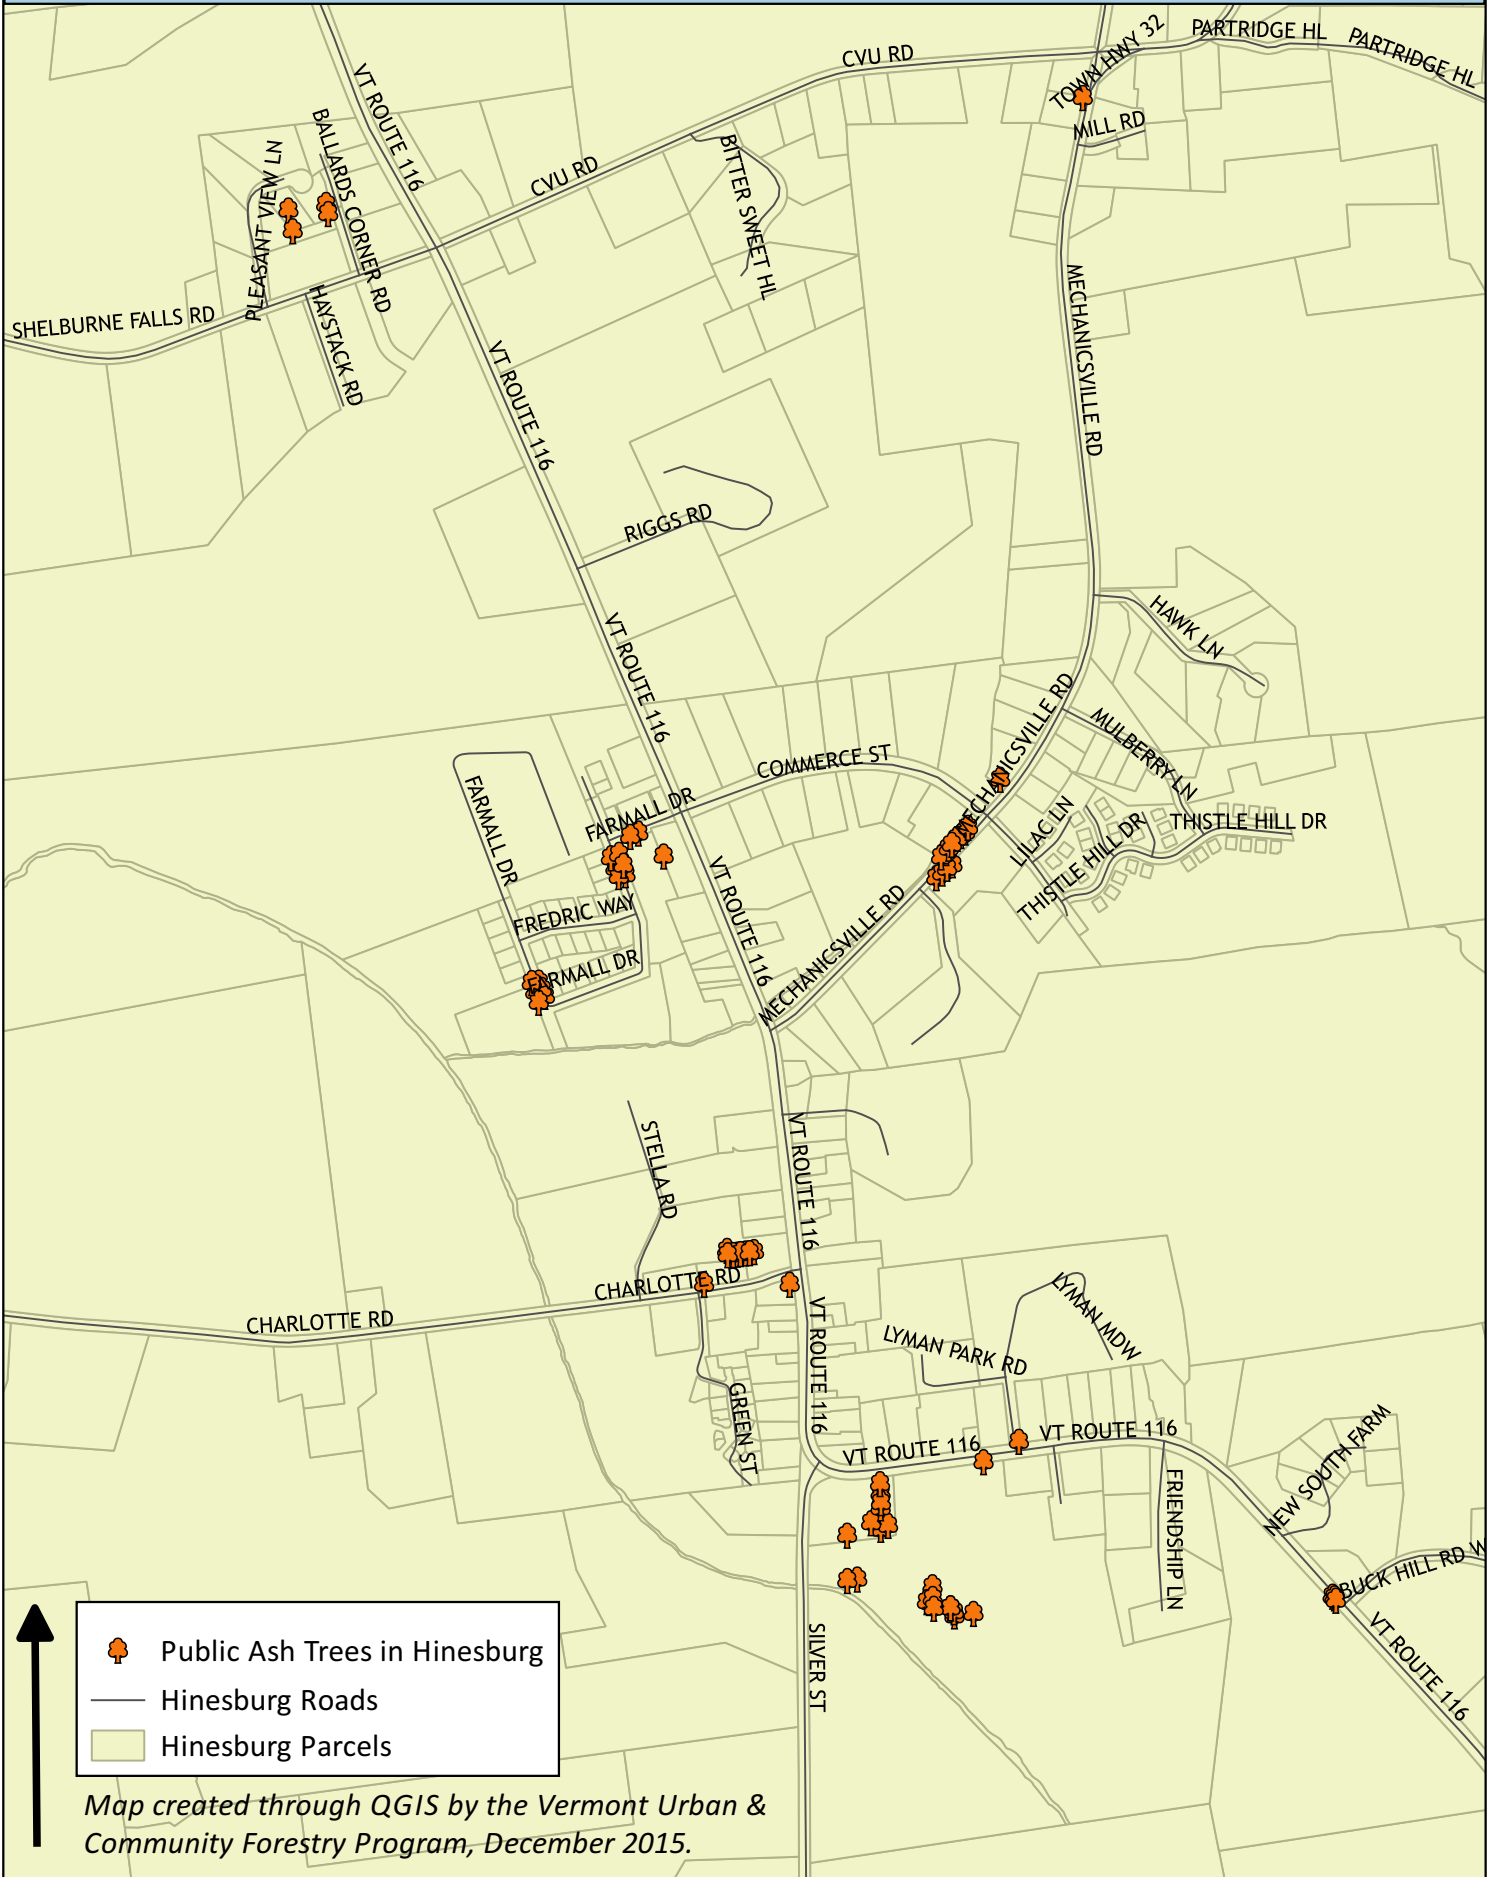 TOWN HWY 32
PARTRIDGE HL
PARTRIDGE HL
CVU RD
VT ROUTE 116
BALLARDS CORNER RD
MILL RD
PLEASANT VIEW LN
CVU RD
BITTER SWEET HL
SHELBURNE FALLS RD
HAYSTACK RD
MECHANICSVILLE RD
VT ROUTE 116
RIGGS RD
HAWK LN
VT ROUTE 116
MECHANICSVILLE RD
MULBERRY LN
COMMERCE ST
FARMALL DR
FARMALL DR
LILAC LN
THISTLE HILL DR
THISTLE HILL DR
VT ROUTE 116
MECHANICSVILLE RD
FREDRIC WAY
FARMALL DR
STELLA RD
VT ROUTE 116
CHARLOTTE RD
CHARLOTTE RD
LYMAN MDW
VT ROUTE 116
LYMAN PARK RD
GREEN ST
VT ROUTE 116
VT ROUTE 116
NEW SOUTH FARM
FRIENDSHIP LN
BUCK HILL RD W
SILVER ST
VT ROUTE 116
Public Ash Trees in Hinesburg
Hinesburg Roads
Hinesburg Parcels
Map created through QGIS by the Vermont Urban &
Community Forestry Program, December 2015.